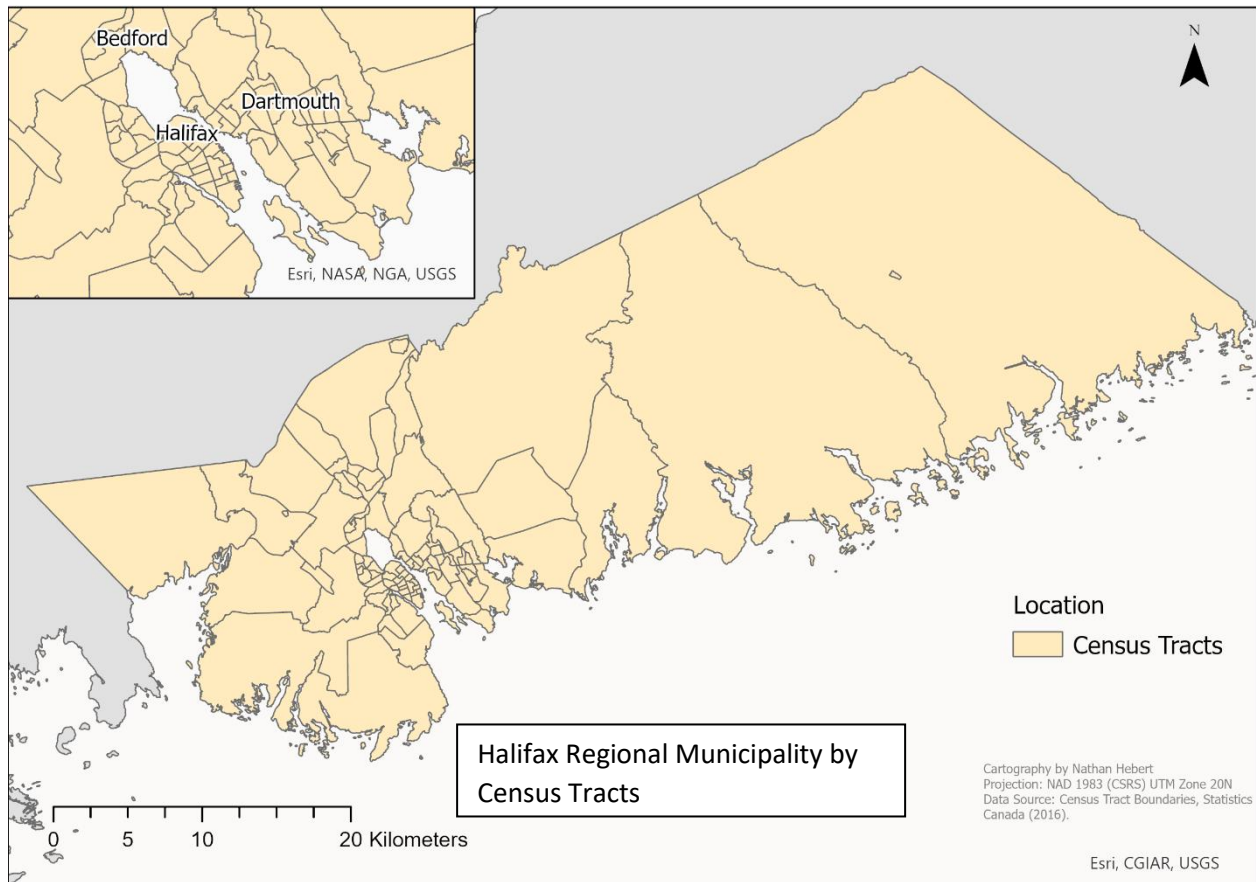 Bedford
Dartmouth
Halifax
Esri, NASA, NGA, USGS
N
Location
Census Tracts
Halifax Regional Municipality by
Census Tracts
0 5 10 20 Kilometers
Cartography by Nathan Hebert
Projection: NAD 1983 (CSRS) UTM Zone 20N
Data Source: Census Tract Boundaries, Statistics
Canada (2016).
Esri, CGIAR, USGS